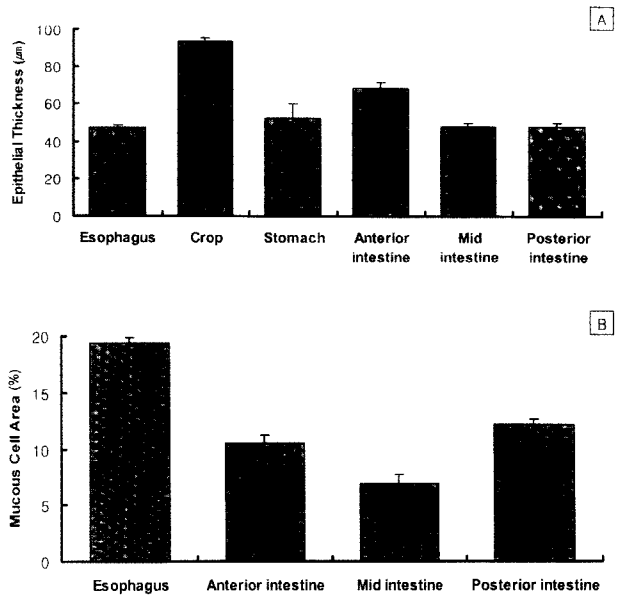 A
Epithelial Thickness (㎛)
100
80
60
40
20
0
Esophagus Crop Stomach Anterior intestine Mid intestine Posterior intestine
B
Mucous Cell Area (%)
20
15
10
5
0
Esophagus Anterior intestine Mid intestine Posterior intestine